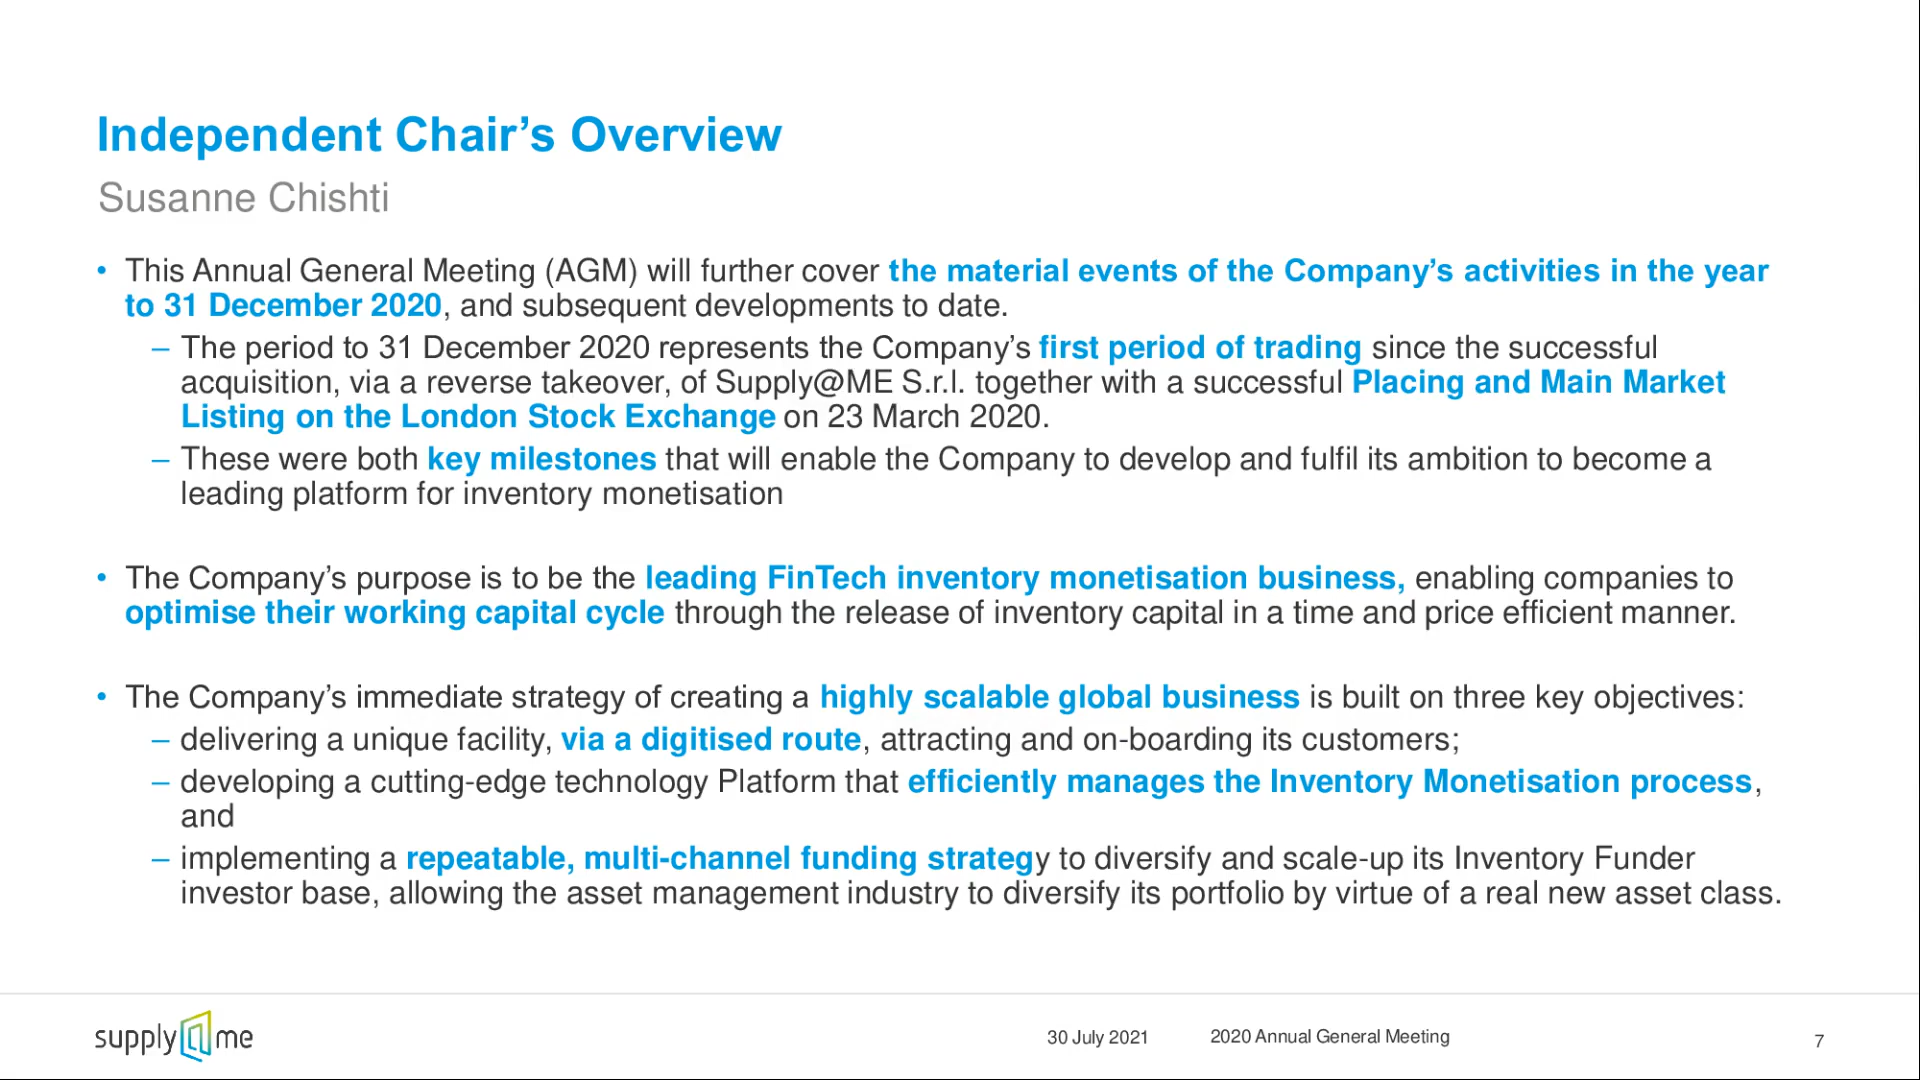 Independent Chair’s Overview
Susanne Chishti
• This Annual General Meeting (AGM) will further cover the material events of the Company’s activities in the year
to 31 December 2020, and subsequent developments to date.
– The period to 31 December 2020 represents the Company’s first period of trading since the successful
acquisition, via a reverse takeover, of Supply@ME S.r.l. together with a successful Placing and Main Market
Listing on the London Stock Exchange on 23 March 2020.
– These were both key milestones that will enable the Company to develop and fulfil its ambition to become a
leading platform for inventory monetisation
• The Company’s purpose is to be the leading FinTech inventory monetisation business, enabling companies to
optimise their working capital cycle through the release of inventory capital in a time and price efficient manner.
• The Company’s immediate strategy of creating a highly scalable global business is built on three key objectives:
– delivering a unique facility, via a digitised route, attracting and on-boarding its customers;
– developing a cutting-edge technology Platform that efficiently manages the Inventory Monetisation process,
and
– implementing a repeatable, multi-channel funding strategy to diversify and scale-up its Inventory Funder
investor base, allowing the asset management industry to diversify its portfolio by virtue of a real new asset class.
supply@me
30 July 2021
2020 Annual General Meeting
7